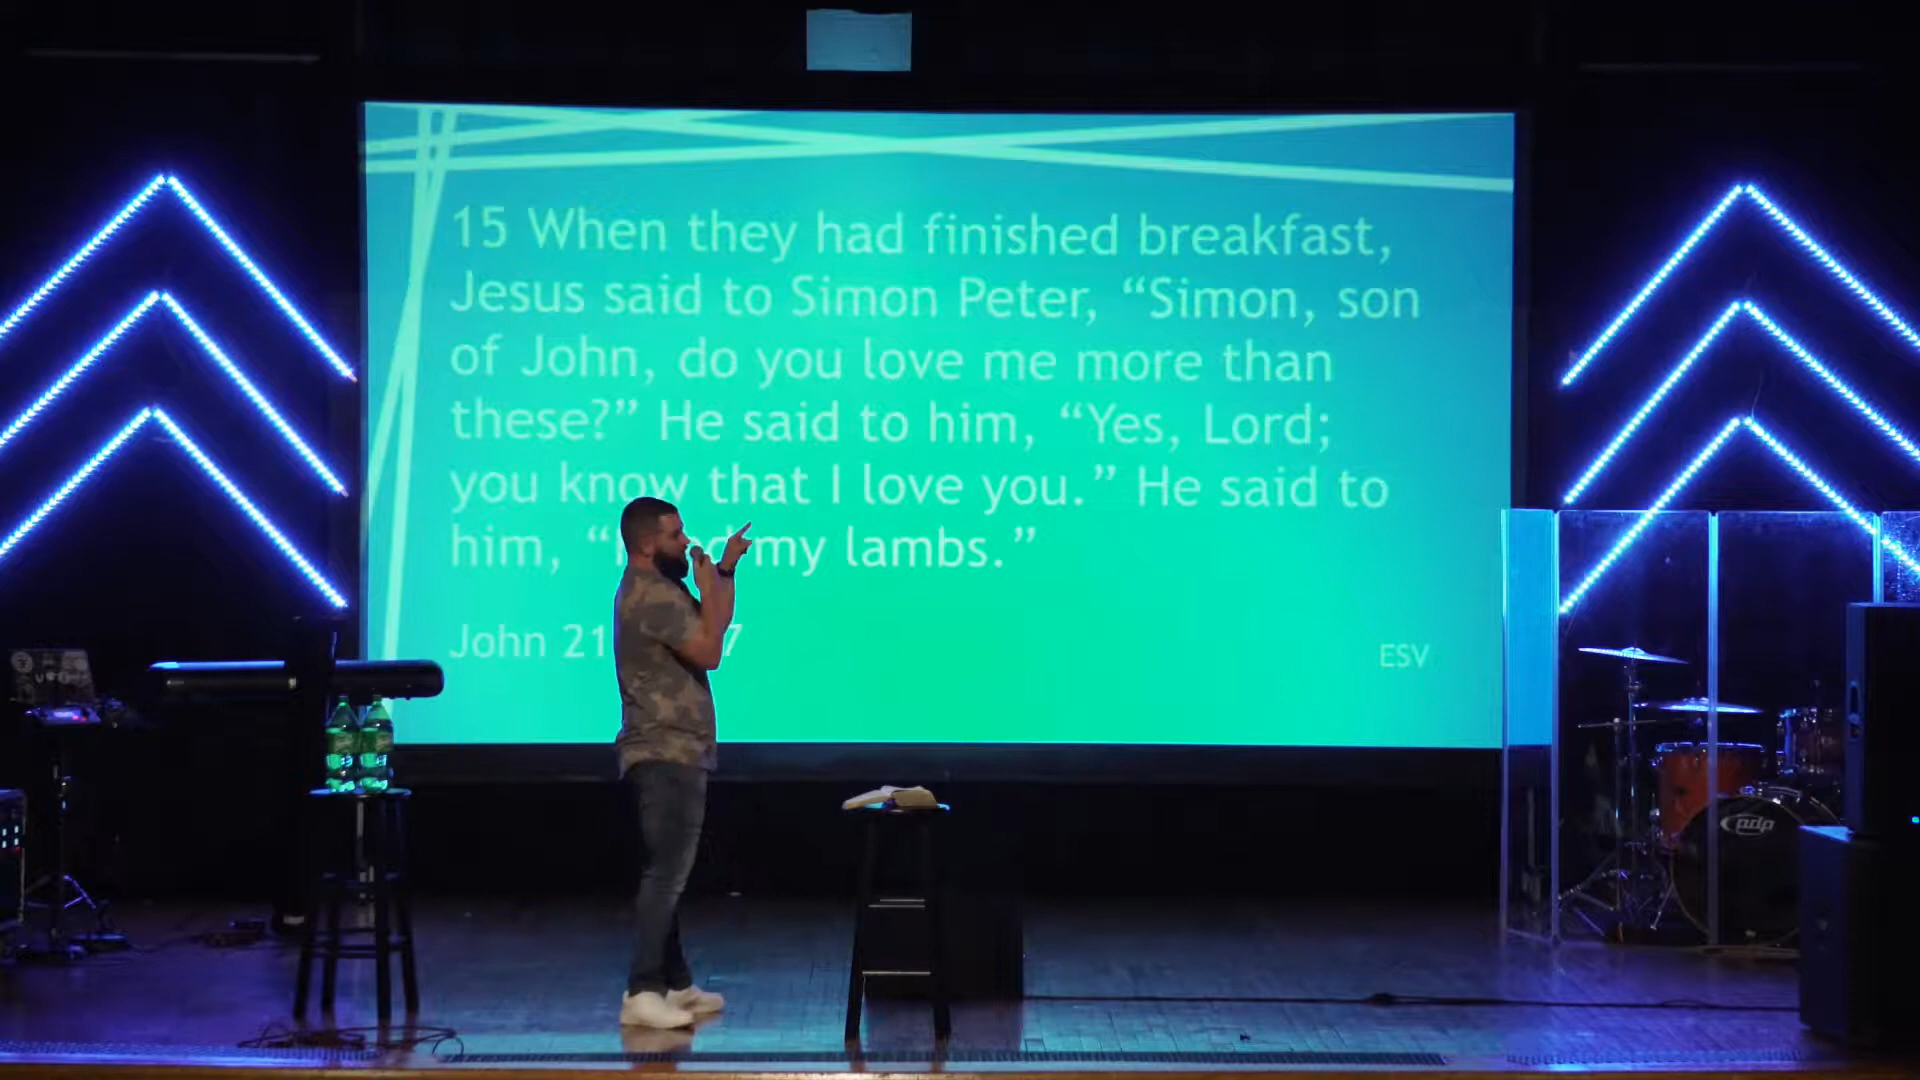 15 When they had finished breakfast,
Jesus said to Simon Peter, “Simon, son
of John, do you love me more than
these?” He said to him, “Yes, Lord;
you know that I love you.” He said to
him, “ my lambs.”
John 21 7
ESV
pdp